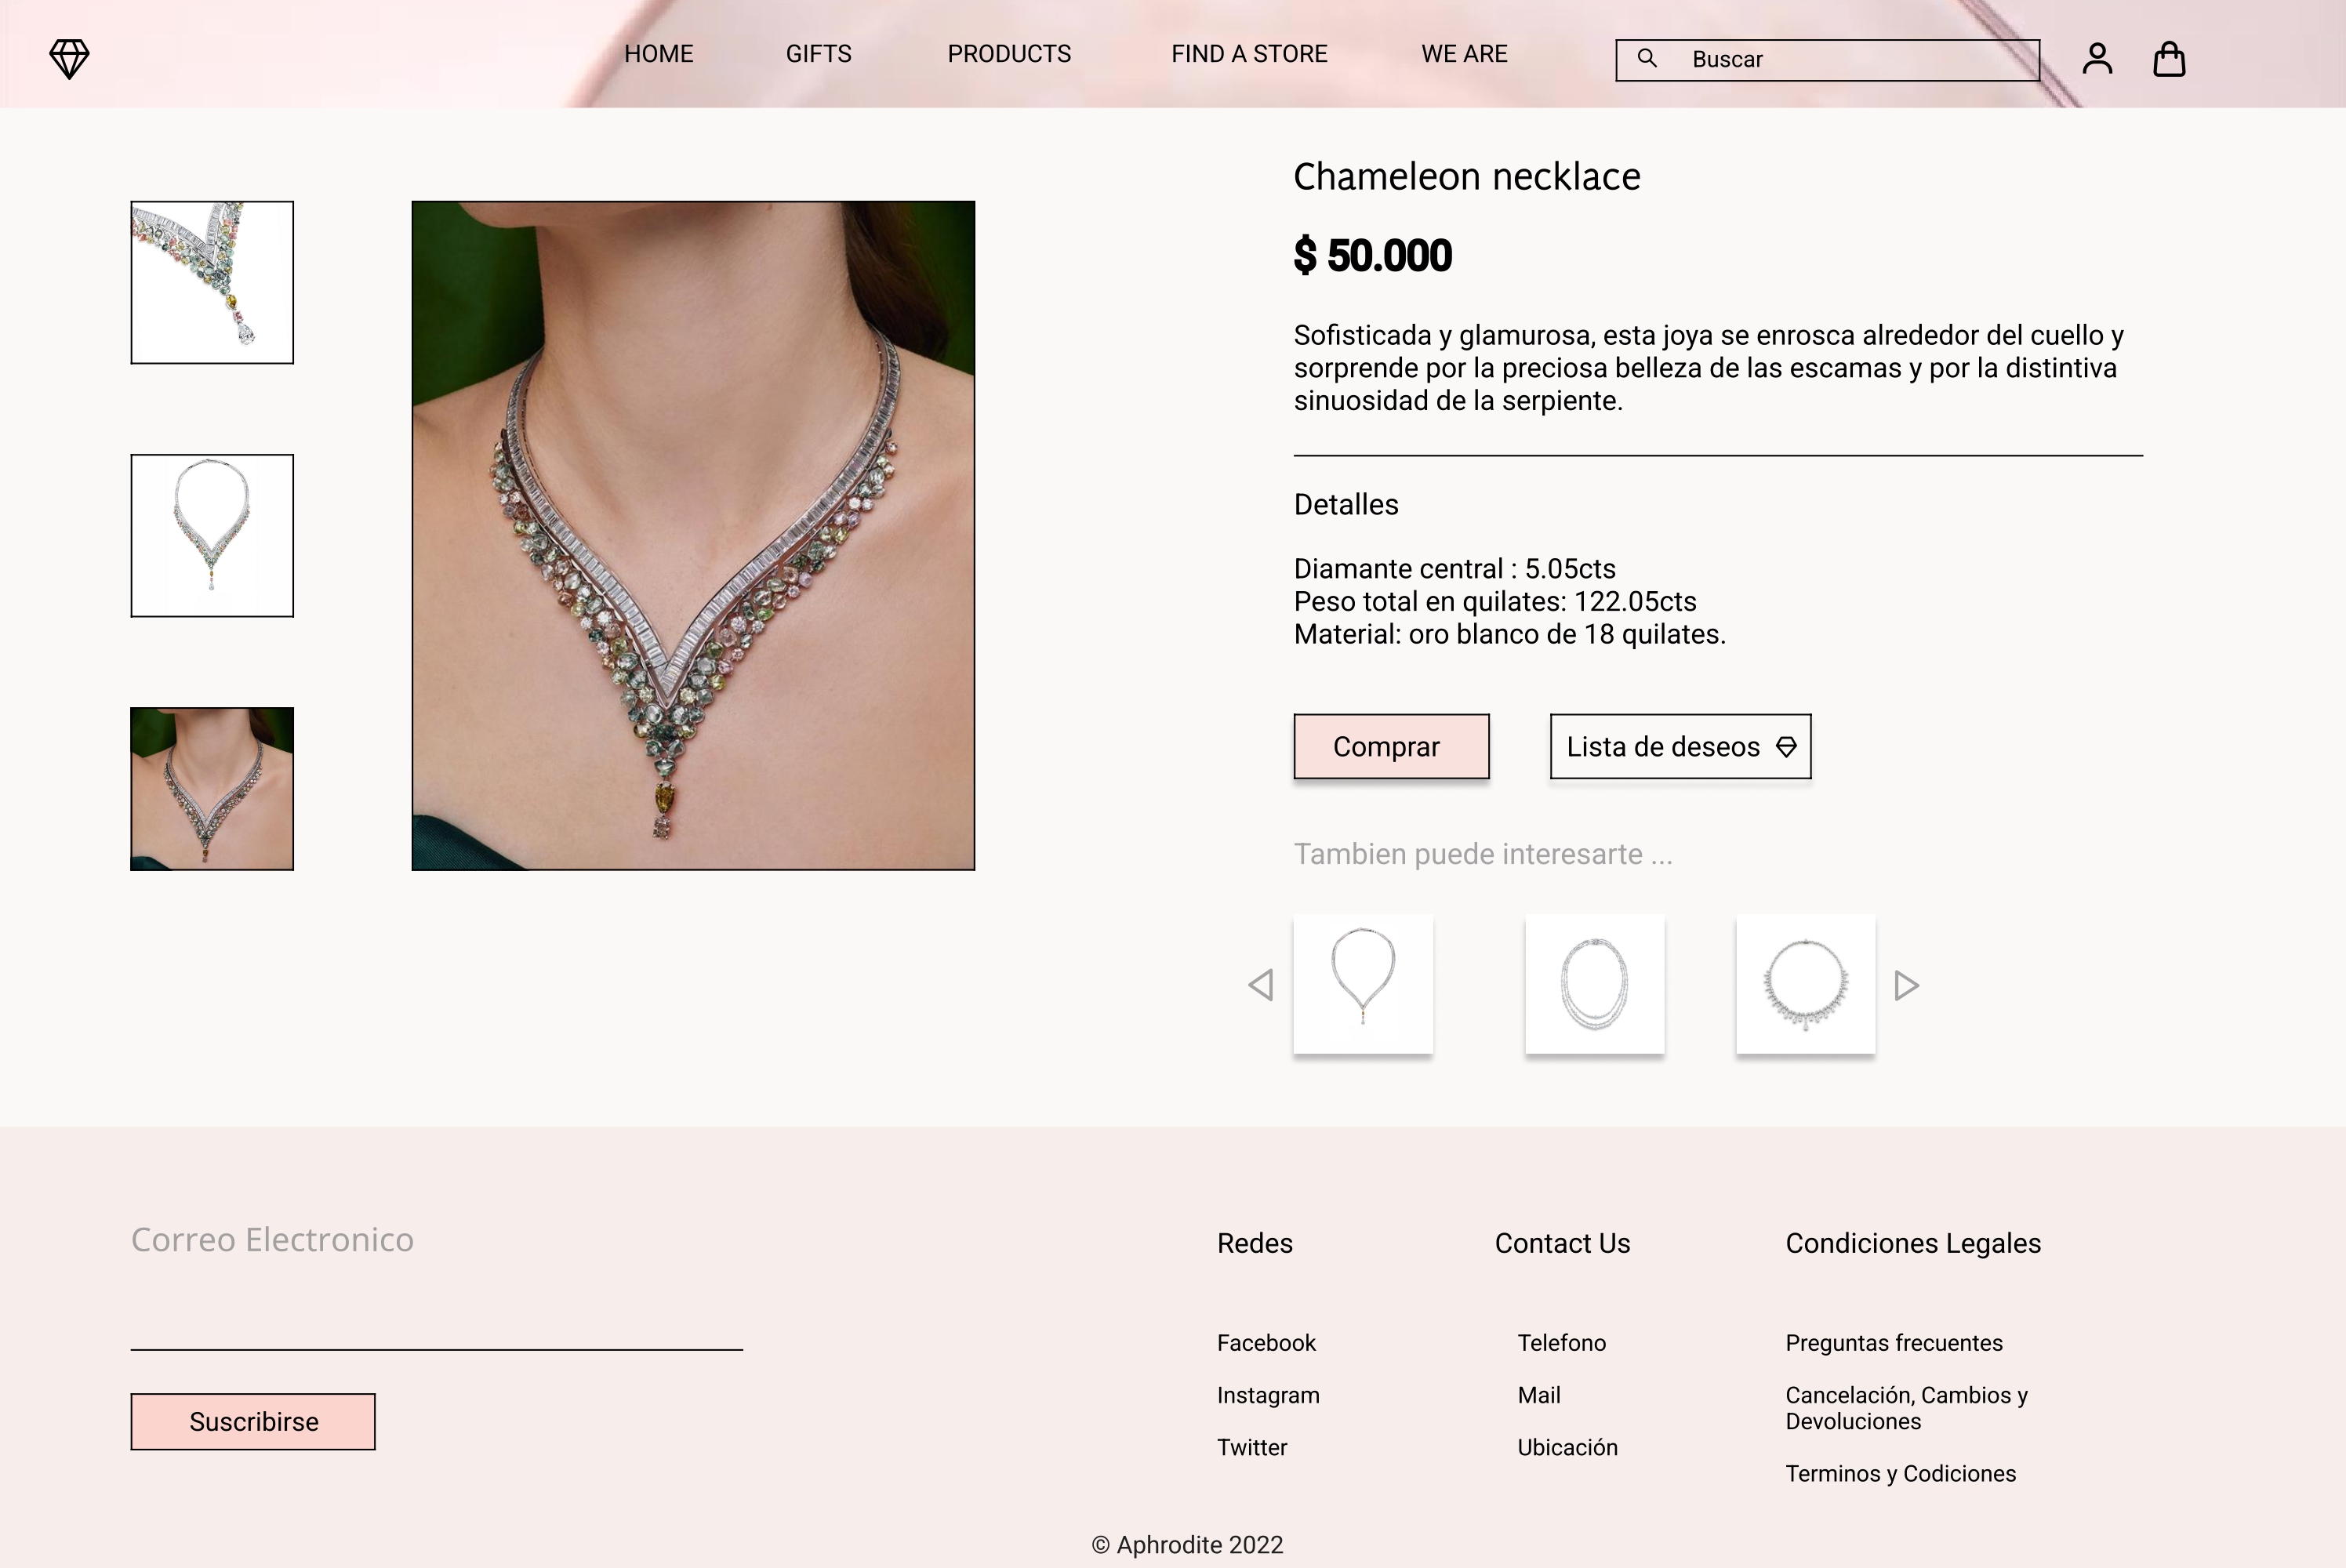 HOME
GIFTS
PRODUCTS
FIND A STORE
WE ARE
Buscar
Chameleon necklace
$ 50.000
Sofisticada y glamurosa, esta joya se enrosca alrededor del cuello y
sorprende por la preciosa belleza de las escamas y por la distintiva
sinuosidad de la serpiente.
Detalles
Diamante central : 5.05cts
Peso total en quilates: 122.05cts
Material: oro blanco de 18 quilates.
Comprar
Lista de deseos
Tambien puede interesarte ...
Correo Electronico
Suscribirse
Redes
Facebook
Instagram
Twitter
Contact Us
Telefono
Mail
Ubicación
Condiciones Legales
Preguntas frecuentes
Cancelación, Cambios y
Devoluciones
Terminos y Codiciones
© Aphrodite 2022